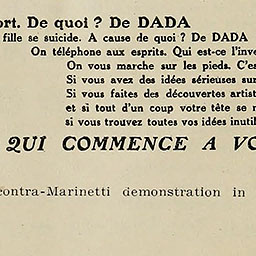 ort. De quoi ? De DADA
fille se suicide. A cause de quoi ? De DADA
On téléphone aux esprits. Qui est-ce l'inve
On vous marche sur les pieds. C'es
Si vous avez des idées sérieuses sur
Si vous faites des découvertes artist
et si tout d'un coup votre tête se m
si vous trouvez toutes vos idées inutil
QUI COMMENCE A VO
contra-Marinetti demonstration in